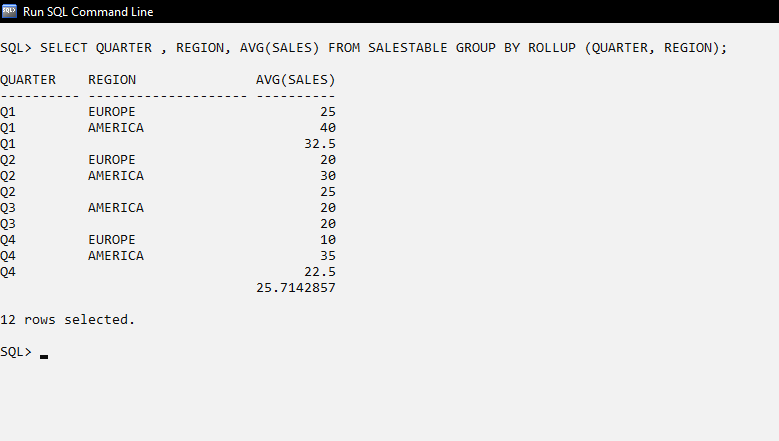 Run SQL Command Line
SQL> SELECT QUARTER , REGION, AVG(SALES) FROM SALESTABLE GROUP BY ROLLUP (QUARTER, REGION);
QUARTER    REGION               AVG(SALES)
---------- -------------------- ----------
Q1         EUROPE                       25
Q1         AMERICA                      40
Q1                                    32.5
Q2         EUROPE                       20
Q2         AMERICA                      30
Q2                                      25
Q3         AMERICA                      20
Q3                                      20
Q4         EUROPE                       10
Q4         AMERICA                      35
Q4                                    22.5
                                25.7142857
12 rows selected.
SQL>